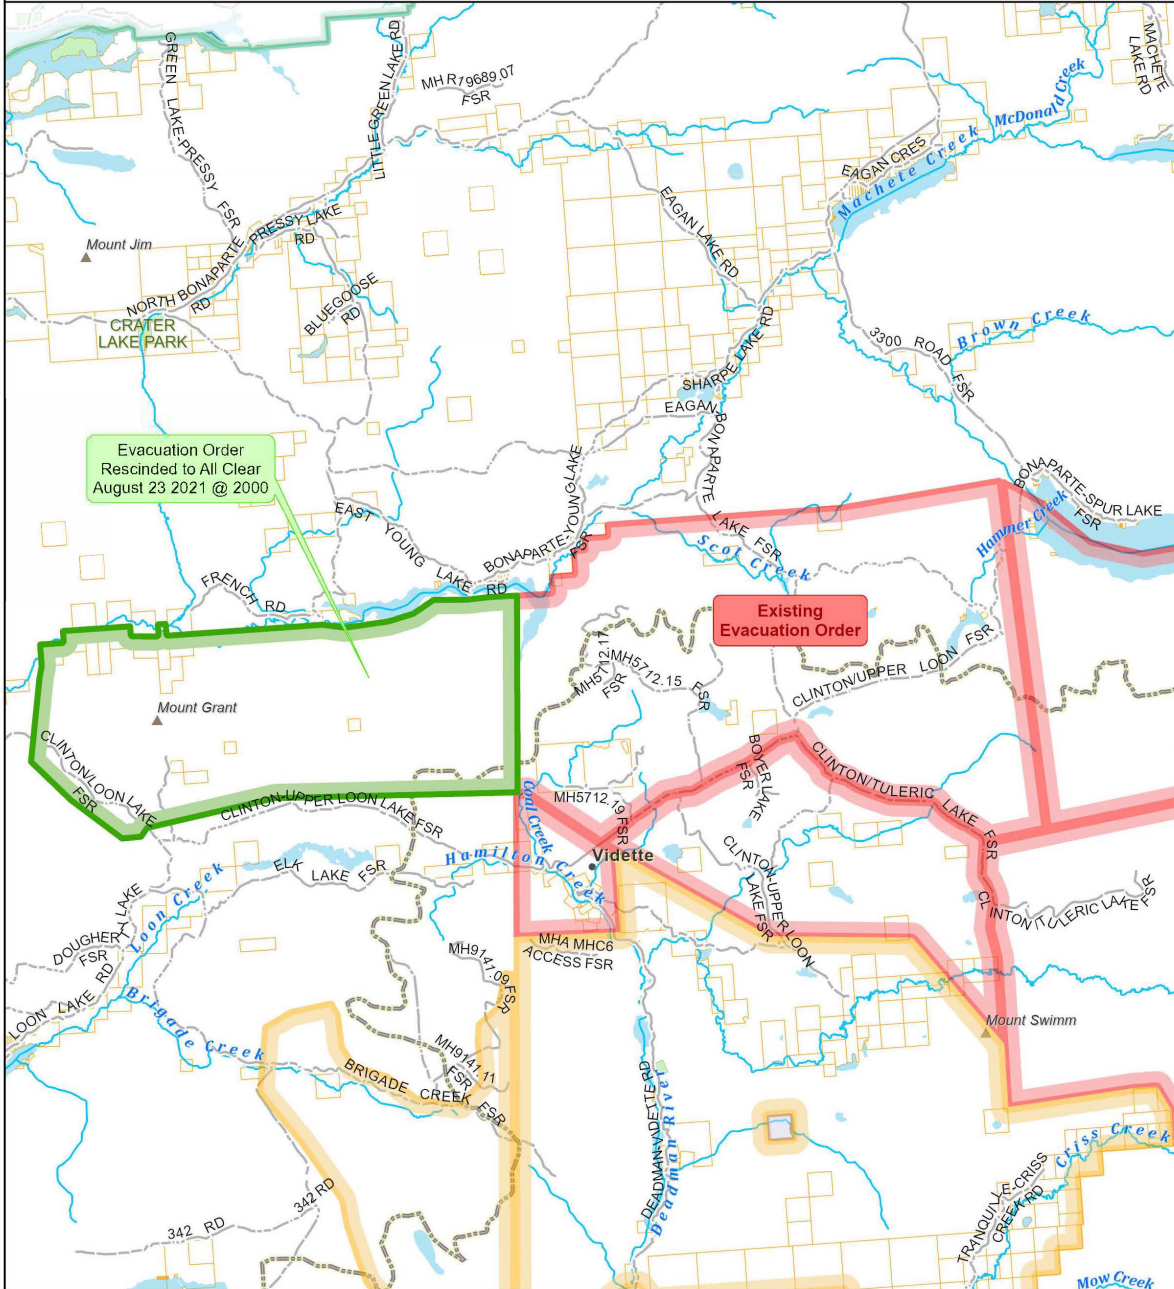 GREEN LAKE-PRESSY FSR
LITTLE GREEN LAKE RD
MH R19689.07
FSR
MACHETE
LAKE RD
McDonald Creek
EAGAN CRES
Machete Creek
Mount Jim
PRESSY LAKE
RD
NORTH BONAPARTE
RD
EAGAN LAKE RD
BLUEGOOSE
RD
CRATER
LAKE PARK
Brown Creek
3300 ROAD FSR
SHARPE LAKE RD
EAGAN-BONAPARTE LAKE FSR
Evacuation Order
Rescinded to All Clear
August 23 2021 @ 2000
BONAPARTE-SPUR LAKE
FSR
Hammer Creek
EAST YOUNG LAKE RD
BONAPARTE-YOUNG LAKE
FSR
Scot Creek
FRENCH RD
Existing
Evacuation Order
MH5712.17
FSR
MH5712.15 FSR
CLINTON/UPPER LOON FSR
Mount Grant
CLINTON/LOON LAKE
FSR
BOYER LAKE
FSR
CLINTON/TULERIC LAKE FSR
CLINTON-UPPER LOON LAKE FSR
Coal Creek
MH5712.19 FSR
Vidette
Hamilton Creek
ELK LAKE FSR
CLINTON-UPPER LOON
LAKE FSR
CLINTON/TULERIC LAKE FSR
DOUGHERTY LAKE
FSR
Loon Creek
MHA MHC6
ACCESS FSR
MH9141.09 FSR
LOON LAKE RD
Brigade Creek
Mount Swimm
MH9141.11
FSR
BRIGADE CREEK FSR
DEADMAN-VIDETTE RD
Deadman River
Criss Creek
TRANQUILLE-CRISS
CREEK RD
342 RD
342 RD
Mow Creek